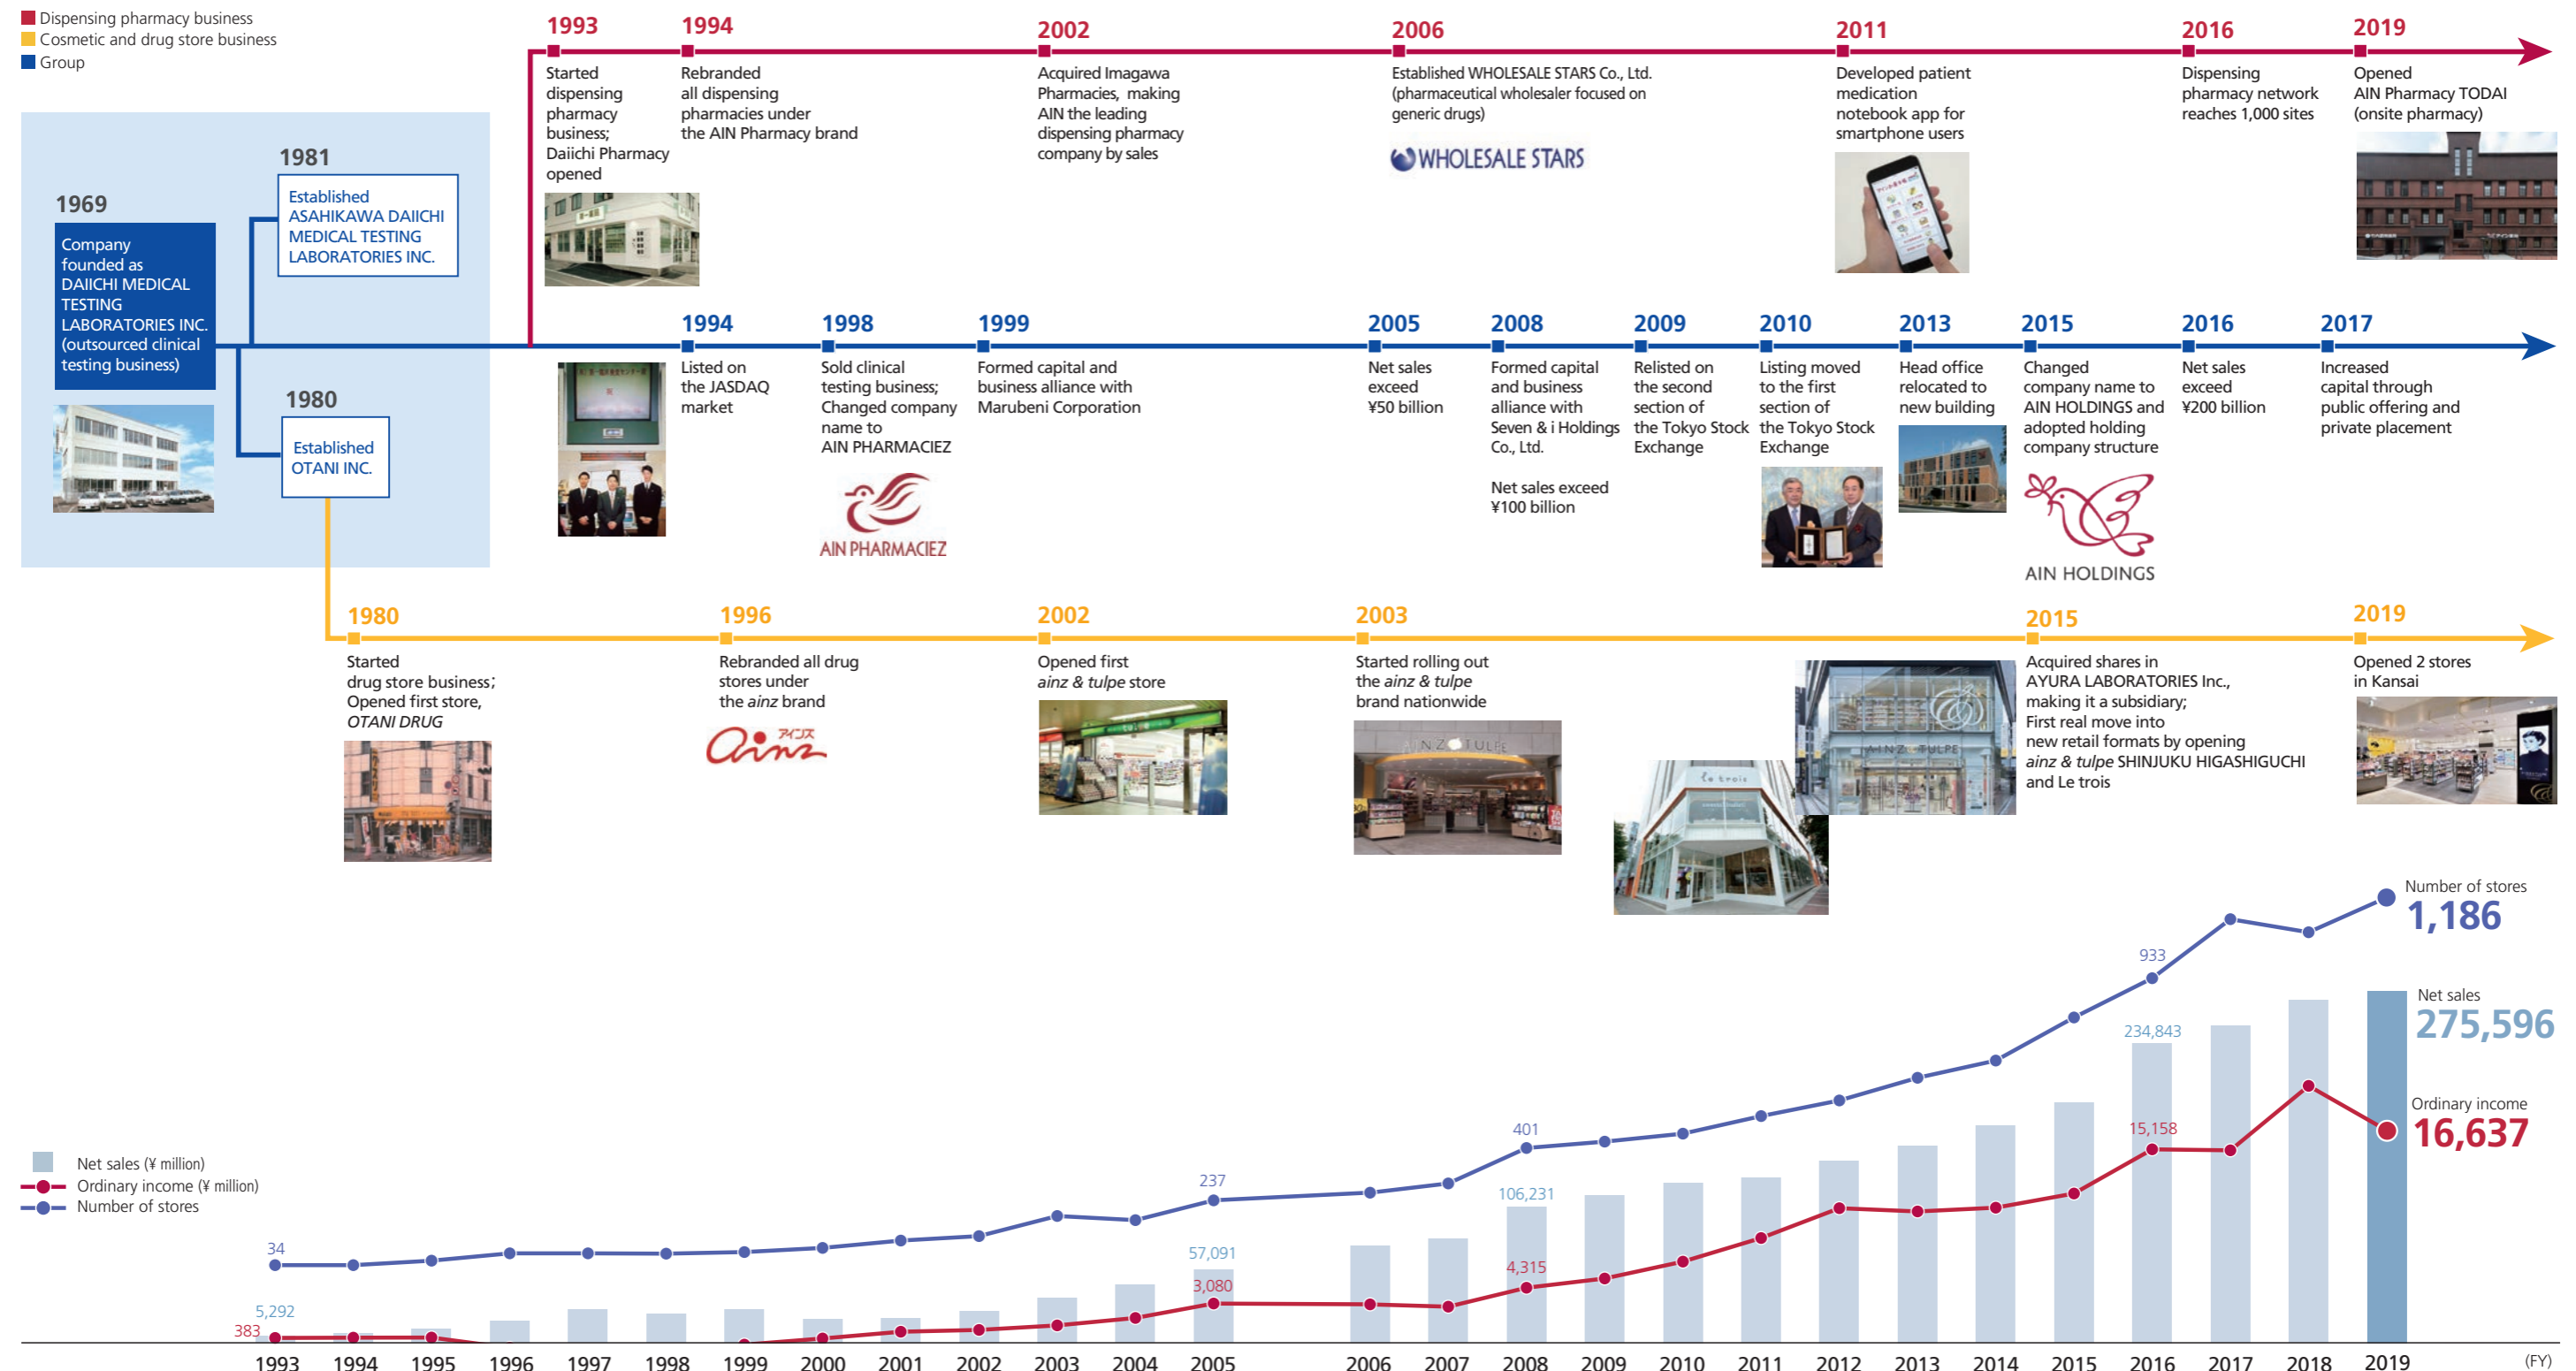 Dispensing pharmacy business
Cosmetic and drug store business
Group
1969
Company
founded as
DAIICHI MEDICAL
TESTING
LABORATORIES INC.
(outsourced clinical
testing business)
1981
Established
ASAHIKAWA DAIICHI
MEDICAL TESTING
LABORATORIES INC.
1980
Established
OTANI INC.
1993
Started
dispensing
pharmacy
business;
Daiichi Pharmacy
opened
1994
Rebranded
all dispensing
pharmacies under
the AIN Pharmacy brand
2002
Acquired Imagawa
Pharmacies, making
AIN the leading
dispensing pharmacy
company by sales
2006
Established WHOLESALE STARS Co., Ltd.
(pharmaceutical wholesaler focused on
generic drugs)
WHOLESALE STARS
2011
Developed patient
medication
notebook app for
smartphone users
2016
Dispensing
pharmacy network
reaches 1,000 sites
2019
Opened
AIN Pharmacy TODAI
(onsite pharmacy)
1994
Listed on
the JASDAQ
market
1998
Sold clinical
testing business;
Changed company
name to
AIN PHARMACIEZ
AIN PHARMACIEZ
1999
Formed capital and
business alliance with
Marubeni Corporation
2005
Net sales
exceed
¥50 billion
2008
Formed capital
and business
alliance with
Seven & i Holdings
Co., Ltd.
Net sales exceed
¥100 billion
2009
Relisted on
the second
section of
the Tokyo Stock
Exchange
2010
Listing moved
to the first
section of
the Tokyo Stock
Exchange
2013
Head office
relocated to
new building
2015
Changed
company name to
AIN HOLDINGS and
adopted holding
company structure
AIN HOLDINGS
2016
Net sales
exceed
¥200 billion
2017
Increased
capital through
public offering and
private placement
1980
Started
drug store business;
Opened first store,
OTANI DRUG
1996
Rebranded all drug
stores under
the ainz brand
アインズ
ainz
2002
Opened first
ainz & tulpe store
2003
Started rolling out
the ainz & tulpe
brand nationwide
AINZ TULPE
le trois
AINZ TULPE
2015
Acquired shares in
AYURA LABORATORIES Inc.,
making it a subsidiary;
First real move into
new retail formats by opening
ainz & tulpe SHINJUKU HIGASHIGUCHI
and Le trois
2019
Opened 2 stores
in Kansai
Number of stores
1,186
933
Net sales
275,596
234,843
Ordinary income
16,637
15,158
401
106,231
4,315
237
57,091
3,080
34
5,292
383
Net sales (¥ million)
Ordinary income (¥ million)
Number of stores
1993 1994 1995 1996 1997 1998 1999 2000 2001 2002 2003 2004 2005 2006 2007 2008 2009 2010 2011 2012 2013 2014 2015 2016 2017 2018 2019 (FY)